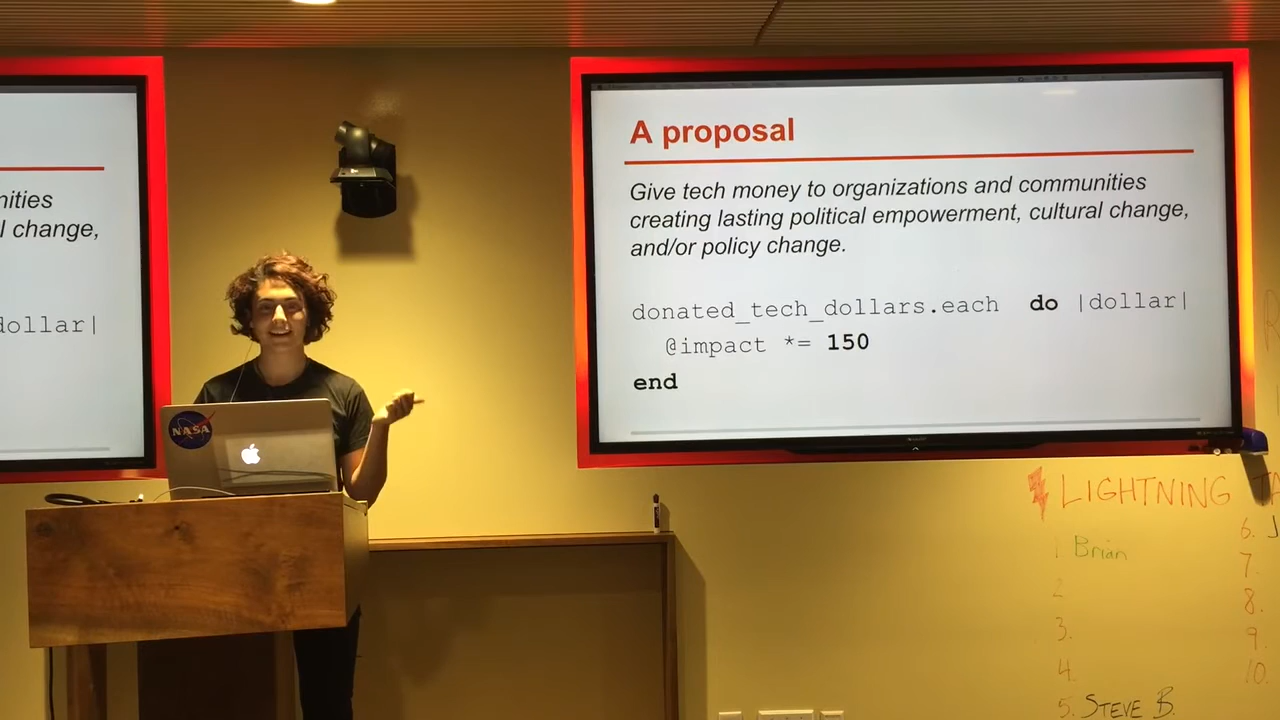 nities
l change,
dollar|
A proposal
Give tech money to organizations and communities
creating lasting political empowerment, cultural change,
and/or policy change.
donated_tech_dollars.each do |dollar|
@impact *= 150
end
NASA
LIGHTNING TA
1. Brian
2
3.
4.
5. STEVE B.
6. J
7.
8.
9.
10.